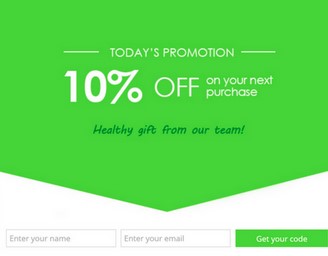 TODAY'S PROMOTION
10% OFF on your next
purchase
Healthy gift from our team!
Enter your name Enter your email Get your code